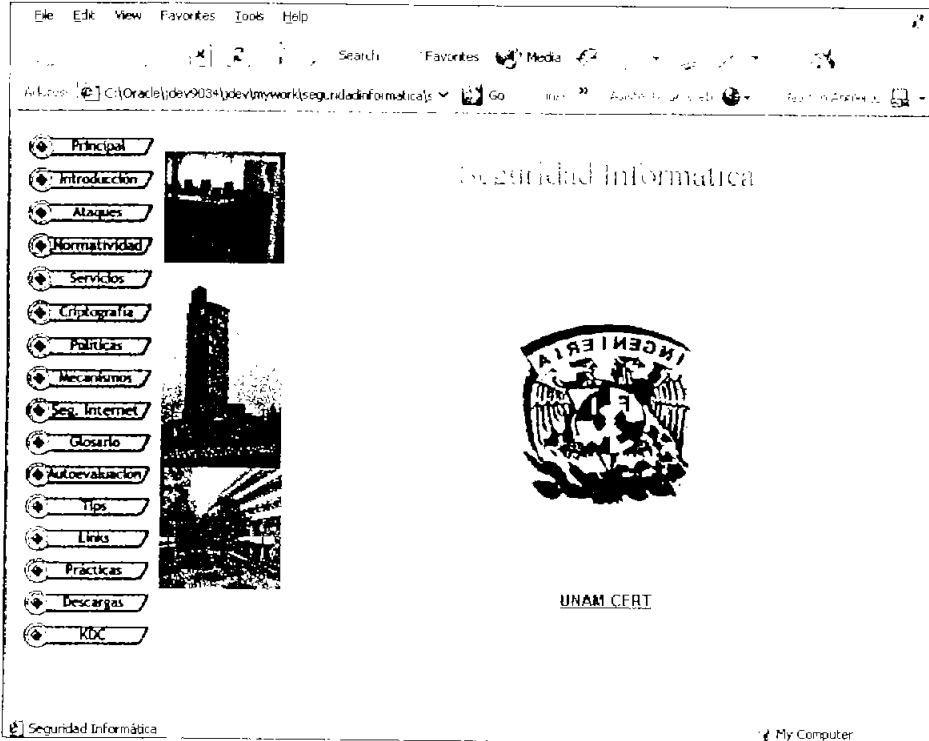 File Edit View Favorites Tools Help
Search Favorites Media
Address C:\Oracle\jdev9034\jdev\mywork\seguridadinformatica\s Go
Principal
Introducción
Ataques
Normatividad
Servicios
Criptografía
Políticas
Mecanismos
Seg. Internet
Glosario
Autoevaluación
Tips
Links
Prácticas
Descargas
KDC
Seguridad Informática
INGENIERIA
F I
UNAM CERT
Seguridad Informática
My Computer